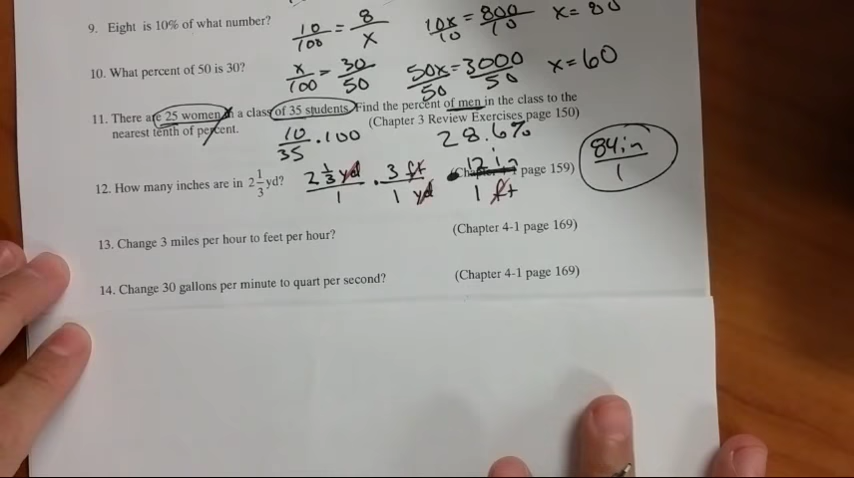 9. Eight is 10% of what number? 10/100 = 8/x 10x/10 = 800/10 x = 80
10. What percent of 50 is 30? x/100 = 30/50 50x/50 = 3000/50 x = 60
11. There are 25 women in a class of 35 students. Find the percent of men in the class to the
nearest tenth of percent. (Chapter 3 Review Exercises page 150)
10/35 · 100 28.6%
12. How many inches are in 2 1/3 yd? 2 1/3 yd/1 · 3 ft/1 yd · 12 in/1 ft (Chapter 4-1 page 159) 84 in/1
13. Change 3 miles per hour to feet per hour? (Chapter 4-1 page 169)
14. Change 30 gallons per minute to quart per second? (Chapter 4-1 page 169)